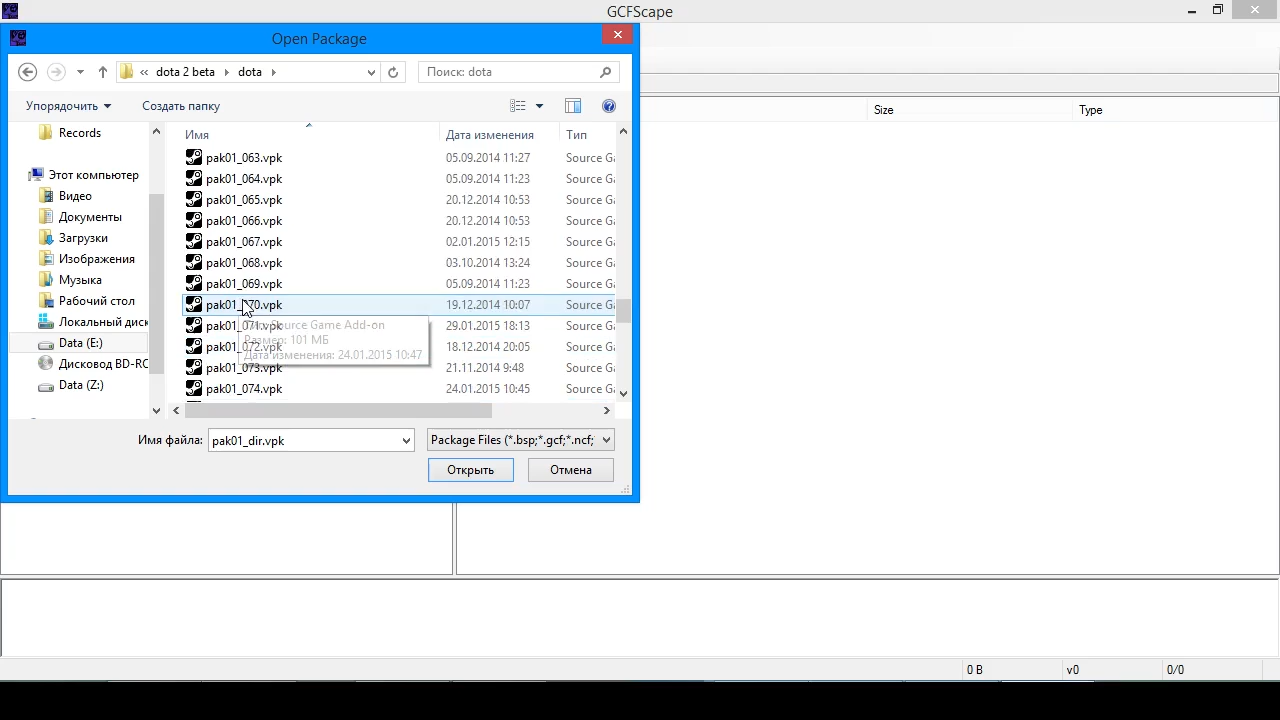 GCFScape
Open Package
« dota 2 beta dota
Поиск: dota
Упорядочить
Создать папку
Size
Type
Records
Этот компьютер
Видео
Документы
Загрузки
Изображения
Музыка
Рабочий стол
Локальный диск
Data (E:)
Дисковод BD-RC
Data (Z:)
Имя Дата изменения Тип
pak01_063.vpk 05.09.2014 11:27 Source Ga
pak01_064.vpk 05.09.2014 11:23 Source Ga
pak01_065.vpk 20.12.2014 10:53 Source Ga
pak01_066.vpk 20.12.2014 10:53 Source Ga
pak01_067.vpk 02.01.2015 12:15 Source Ga
pak01_068.vpk 03.10.2014 13:24 Source Ga
pak01_069.vpk 05.09.2014 11:23 Source Ga
pak01_070.vpk 19.12.2014 10:07 Source Ga
pak01_071.vpk 29.01.2015 18:13 Source Ga
pak01_072.vpk 18.12.2014 20:05 Source Ga
pak01_073.vpk 21.11.2014 9:48 Source Ga
pak01_074.vpk 24.01.2015 10:45 Source Ga
Source Game Add-on
Размер: 101 МБ
Дата изменения: 24.01.2015 10:47
Имя файла: pak01_dir.vpk
Package Files (*.bsp;*.gcf;*.ncf;
Открыть
Отмена
0 B
v0
0/0